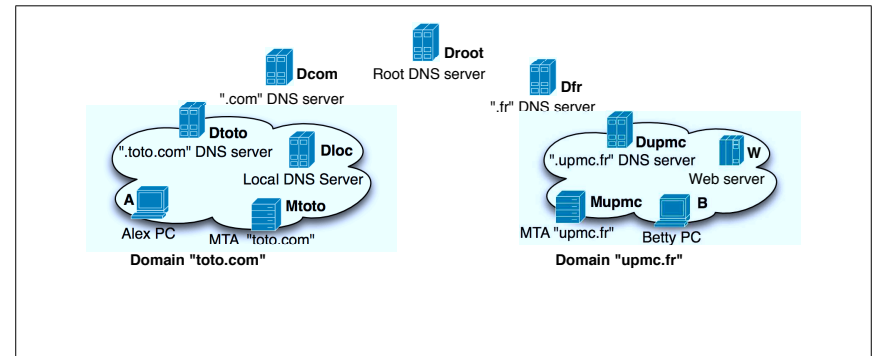 Droot
Root DNS server
Dcom
".com" DNS server
Dfr
".fr" DNS server
Dtoto
".toto.com" DNS server
Dloc
Local DNS Server
A
Alex PC
Mtoto
MTA "toto.com"
Domain "toto.com"
Dupmc
".upmc.fr" DNS server
W
Web server
Mupmc
MTA "upmc.fr"
B
Betty PC
Domain "upmc.fr"